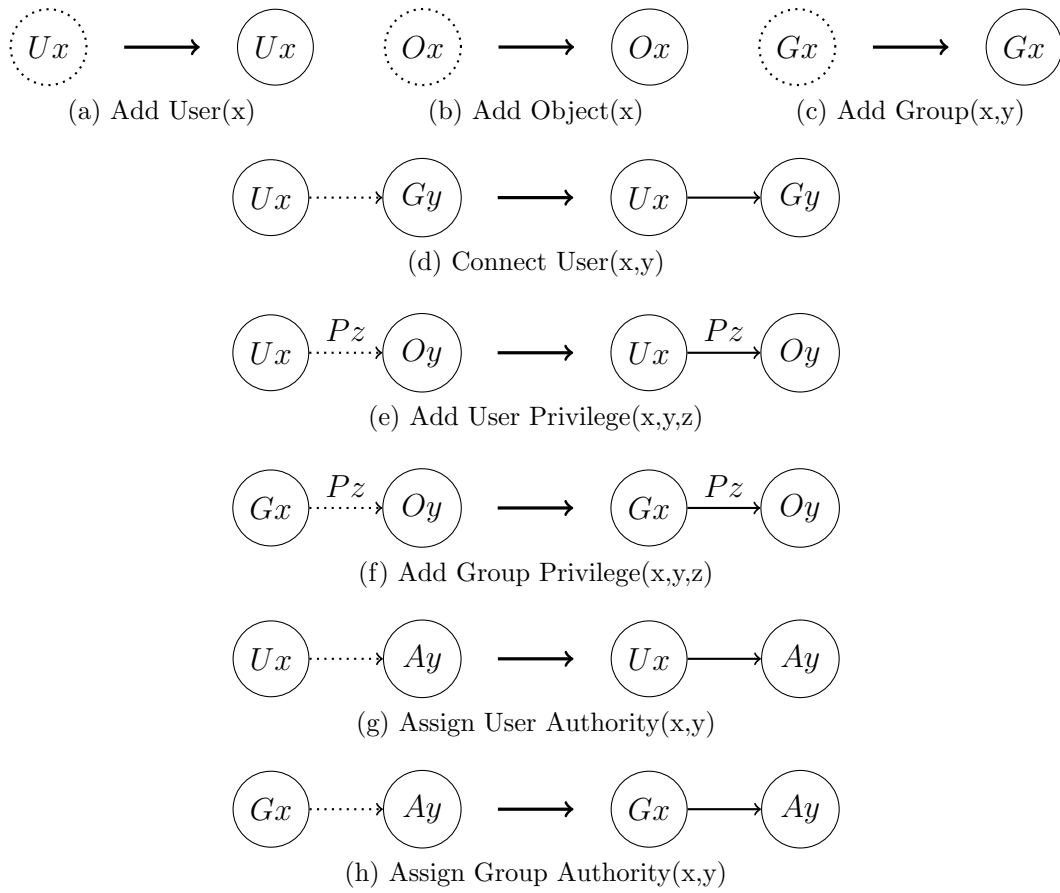 Ux Ux Ox Ox Gx Gx
(a) Add User(x) (b) Add Object(x) (c) Add Group(x,y)
Ux Gy Ux Gy
(d) Connect User(x,y)
Pz Pz
Ux Oy Ux Oy
(e) Add User Privilege(x,y,z)
Pz Pz
Gx Oy Gx Oy
(f) Add Group Privilege(x,y,z)
Ux Ay Ux Ay
(g) Assign User Authority(x,y)
Gx Ay Gx Ay
(h) Assign Group Authority(x,y)